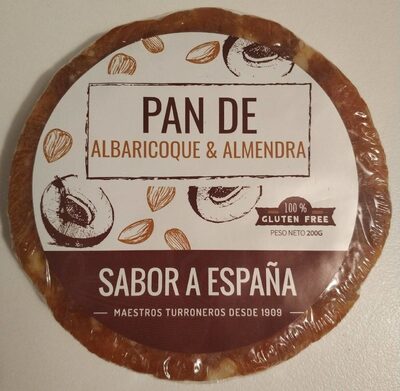 PAN DE
ALBARICOQUE & ALMENDRA
100 %
GLUTEN FREE
PESO NETO 200G
SABOR A ESPAÑA
MAESTROS TURRONEROS DESDE 1909